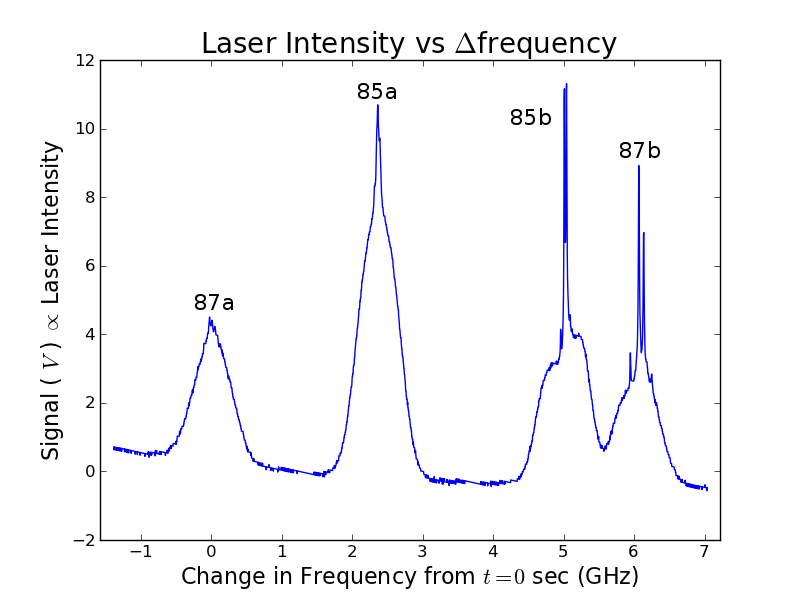 Laser Intensity vs Δfrequency
12
10
8
6
4
2
0
−2
Signal ( V ) ∝ Laser Intensity
87a
85a
85b
87b
−1 0 1 2 3 4 5 6 7
Change in Frequency from t=0 sec (GHz)